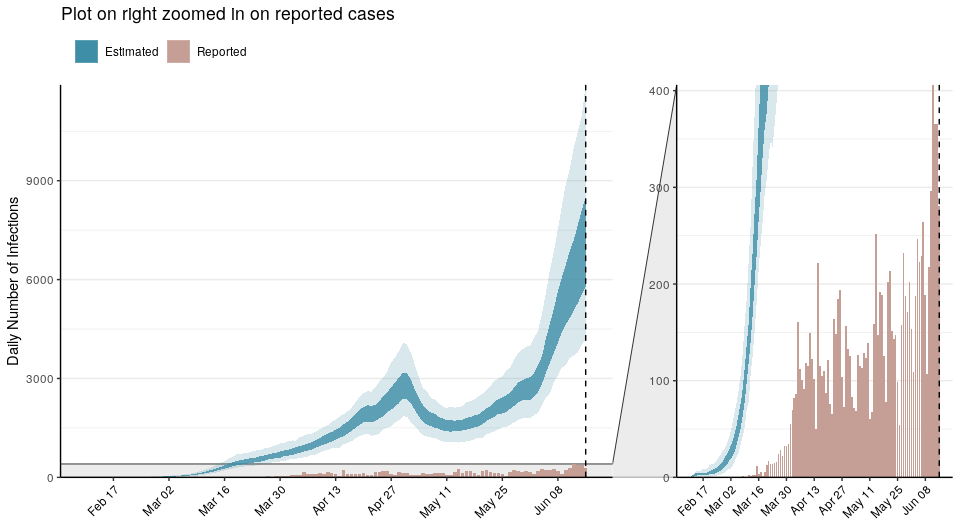 Plot on right zoomed in on reported cases
Estimated Reported
Daily Number of Infections
9000
6000
3000
0
Feb 17 Mar 02 Mar 16 Mar 30 Apr 13 Apr 27 May 11 May 25 Jun 08
400
300
200
100
0
Feb 17 Mar 02 Mar 16 Mar 30 Apr 13 Apr 27 May 11 May 25 Jun 08